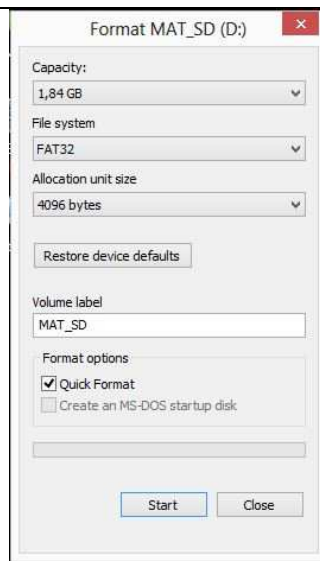 Format MAT_SD (D:)
Capacity:
1,84 GB
File system
FAT32
Allocation unit size
4096 bytes
Restore device defaults
Volume label
MAT_SD
Format options
Quick Format
Create an MS-DOS startup disk
Start
Close